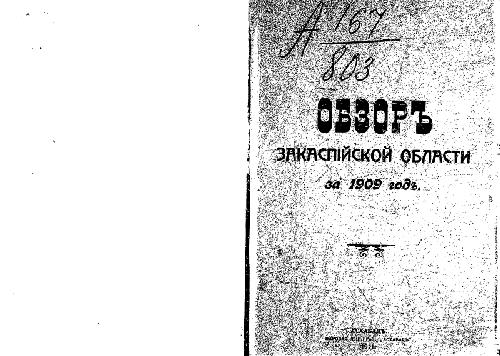 А 167
803
ОБЗОРЪ
ЗАКАСПІЙСКОЙ ОБЛАСТИ
за 1909 годъ.